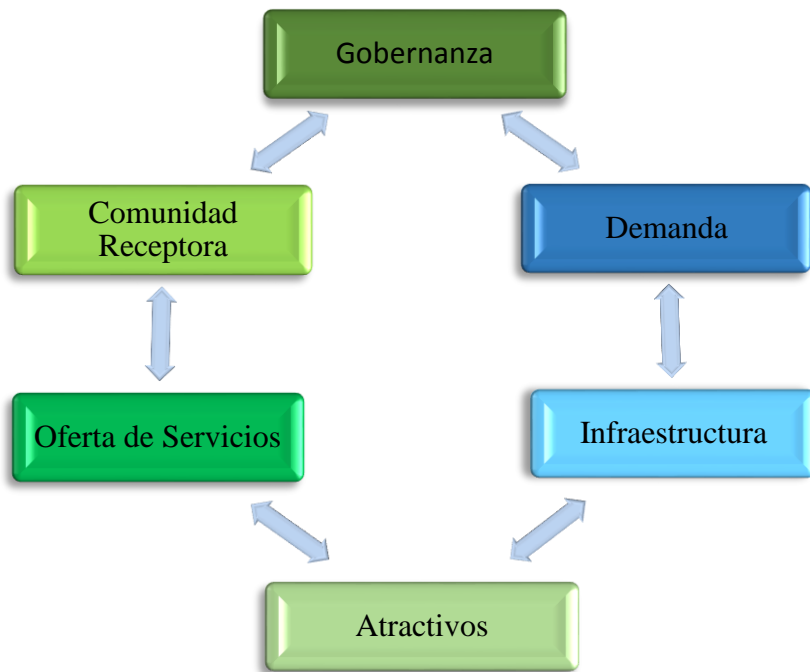 Gobernanza
Comunidad
Receptora
Demanda
Oferta de Servicios
Infraestructura
Atractivos